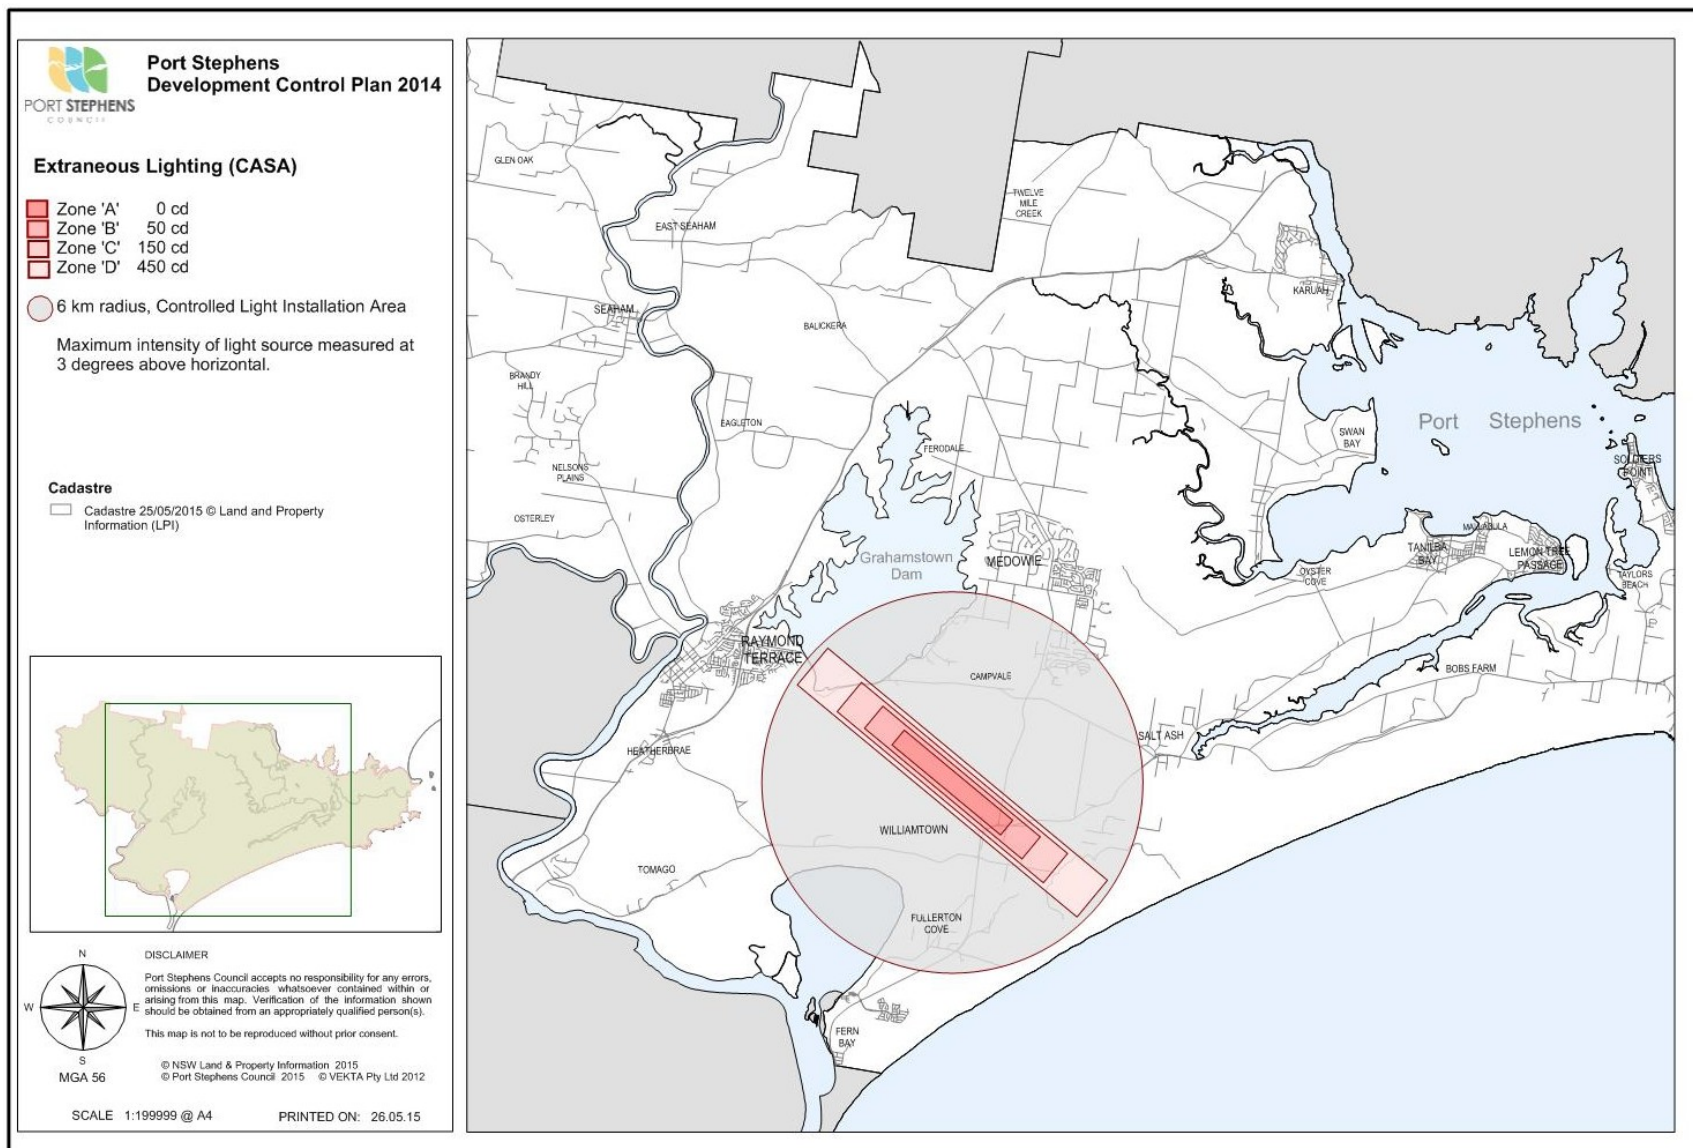 Port Stephens
Development Control Plan 2014
PORT STEPHENS
COUNCIL
Extraneous Lighting (CASA)
Zone 'A' 0 cd
Zone 'B' 50 cd
Zone 'C' 150 cd
Zone 'D' 450 cd
6 km radius, Controlled Light Installation Area
Maximum intensity of light source measured at
3 degrees above horizontal.
Cadastre
Cadastre 25/05/2015 © Land and Property
Information (LPI)
N
W
E
S
MGA 56
DISCLAIMER
Port Stephens Council accepts no responsibility for any errors,
omissions or inaccuracies whatsoever contained within or
arising from this map. Verification of the information shown
should be obtained from an appropriately qualified person(s).
This map is not to be reproduced without prior consent.
© NSW Land & Property Information 2015
© Port Stephens Council 2015 © VEKTA Pty Ltd 2012
SCALE 1:199999 @ A4
PRINTED ON: 26.05.15
GLEN OAK
EAST SEAHAM
TWELVE
MILE
CREEK
KARUAH
SEAHAM
BALICKERA
BRANDY
HILL
EAGLETON
Port Stephens
SWAN
BAY
FERODALE
SOLDIERS
POINT
NELSONS
PLAINS
OSTERLEY
MALLABULA
Grahamstown
Dam
MEDOWIE
TANILBA
BAY
LEMON TREE
PASSAGE
OYSTER
COVE
TAYLORS
BEACH
RAYMOND
TERRACE
CAMPVALE
BOBS FARM
SALT ASH
HEATHERBRAE
WILLIAMTOWN
TOMAGO
FULLERTON
COVE
FERN
BAY